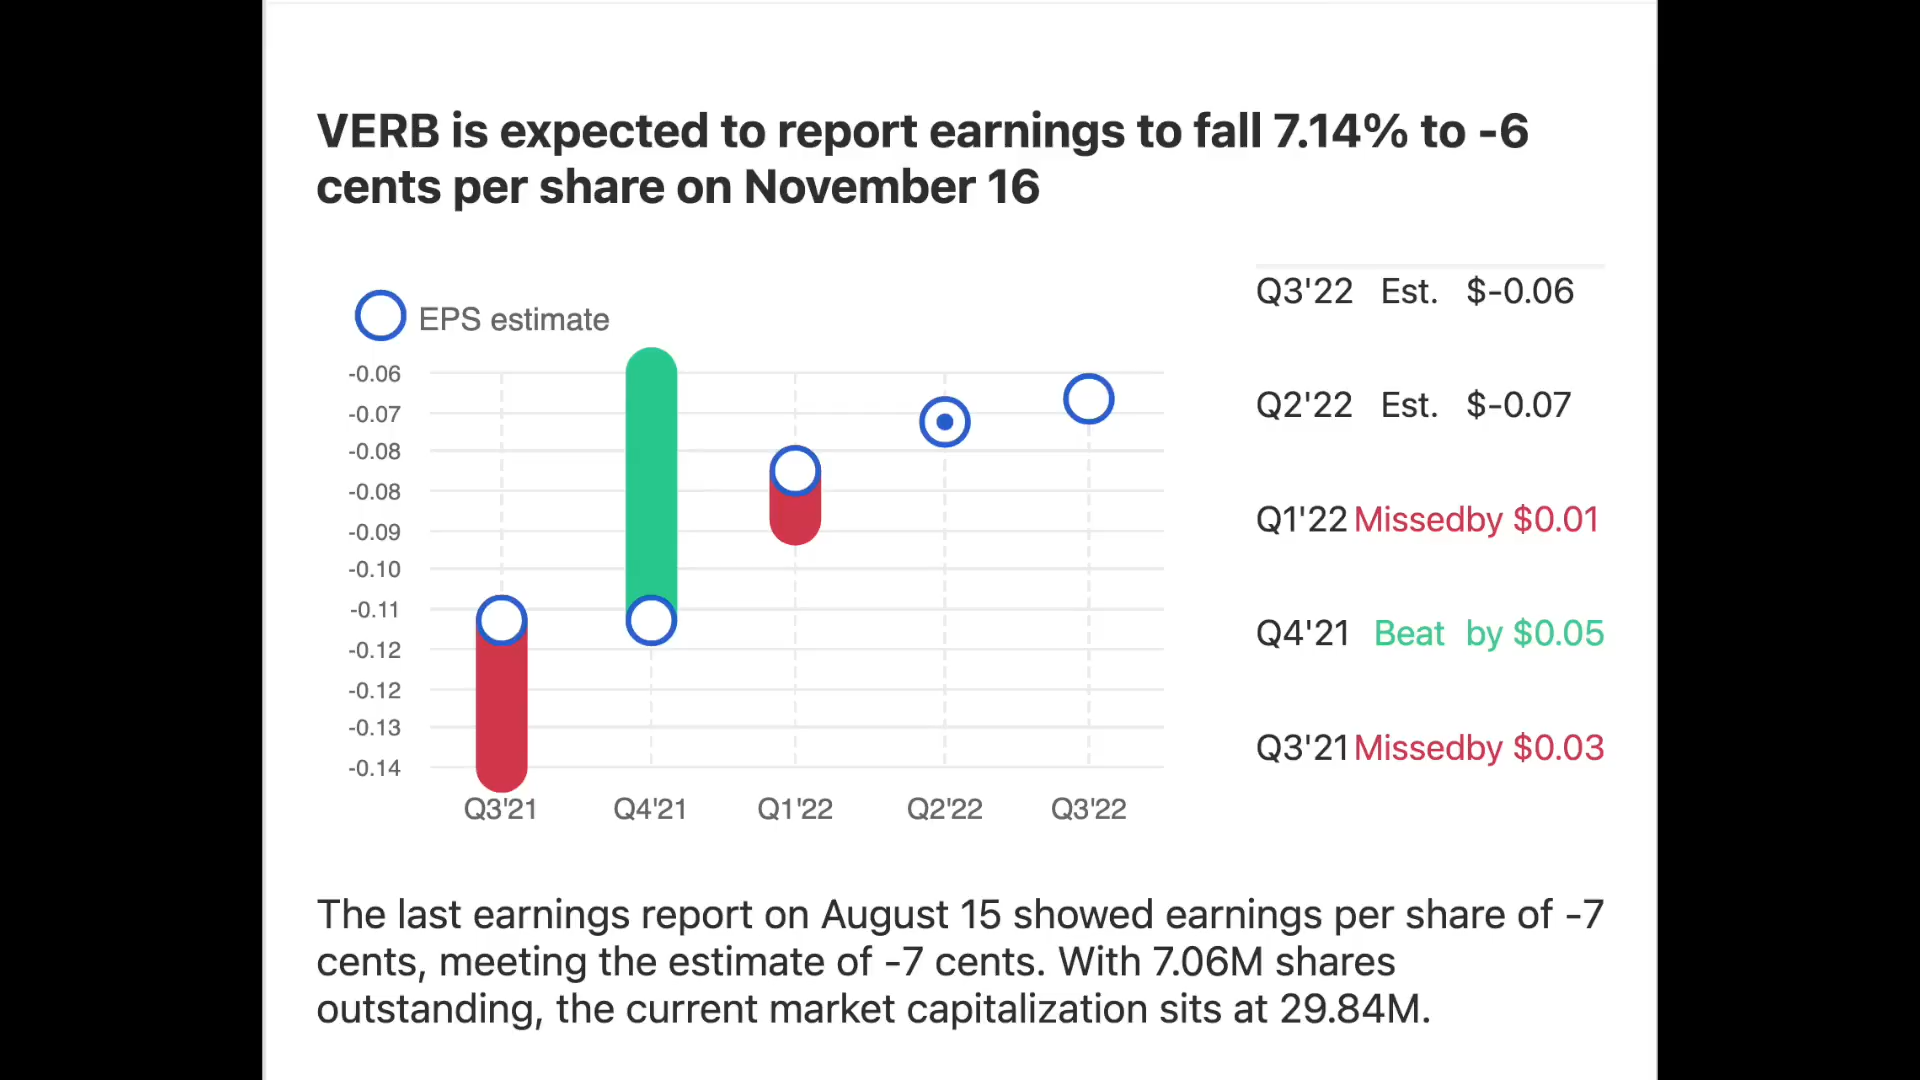 VERB is expected to report earnings to fall 7.14% to -6
cents per share on November 16
EPS estimate
-0.06
-0.07
-0.08
-0.08
-0.09
-0.10
-0.11
-0.12
-0.12
-0.13
-0.14
Q3'21 Q4'21 Q1'22 Q2'22 Q3'22
Q3'22 Est. $-0.06
Q2'22 Est. $-0.07
Q1'22 Missedby $0.01
Q4'21 Beat by $0.05
Q3'21 Missedby $0.03
The last earnings report on August 15 showed earnings per share of -7
cents, meeting the estimate of -7 cents. With 7.06M shares
outstanding, the current market capitalization sits at 29.84M.